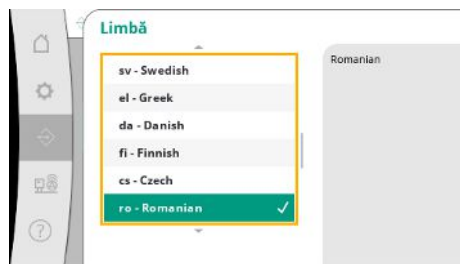 Limbă
sv - Swedish
el - Greek
da - Danish
fi - Finnish
cs - Czech
ro - Romanian
Romanian
?